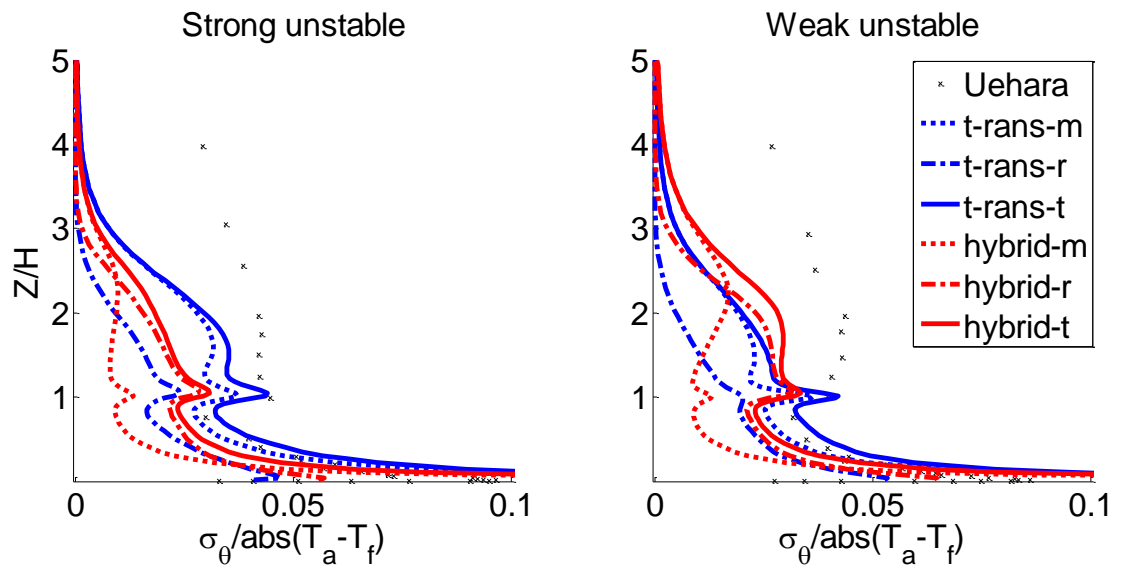 Strong unstable
5
4
3
2
1
Z/H
0 0.05 0.1
σθ/abs(Ta-Tf)
Weak unstable
5
4
3
2
1
0 0.05 0.1
σθ/abs(Ta-Tf)
Uehara
t-rans-m
t-rans-r
t-rans-t
hybrid-m
hybrid-r
hybrid-t